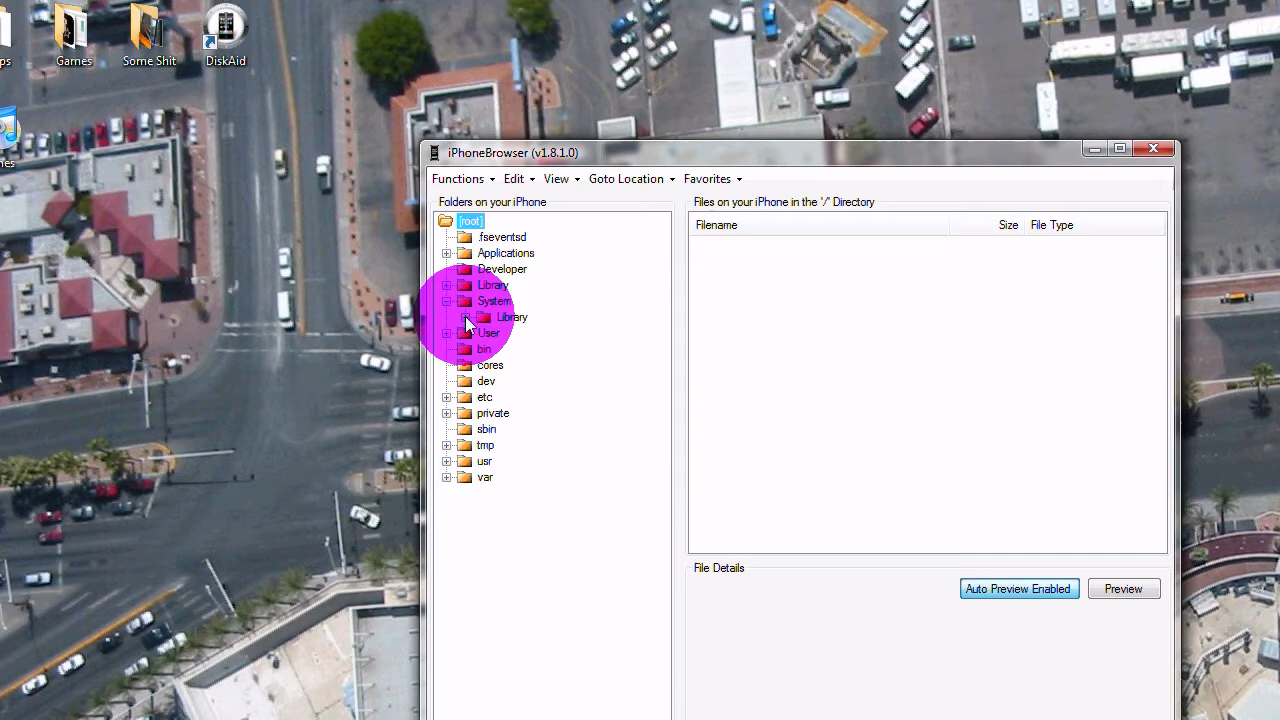 ps
Games
Some Shit
DiskAid
nes
iPhoneBrowser (v1.8.1.0)
Functions Edit View Goto Location Favorites
Folders on your iPhone
[root]
.fseventsd
Applications
Developer
Library
System
Library
User
bin
cores
dev
etc
private
sbin
tmp
usr
var
Files on your iPhone in the '/' Directory
Filename Size File Type
File Details
Auto Preview Enabled Preview